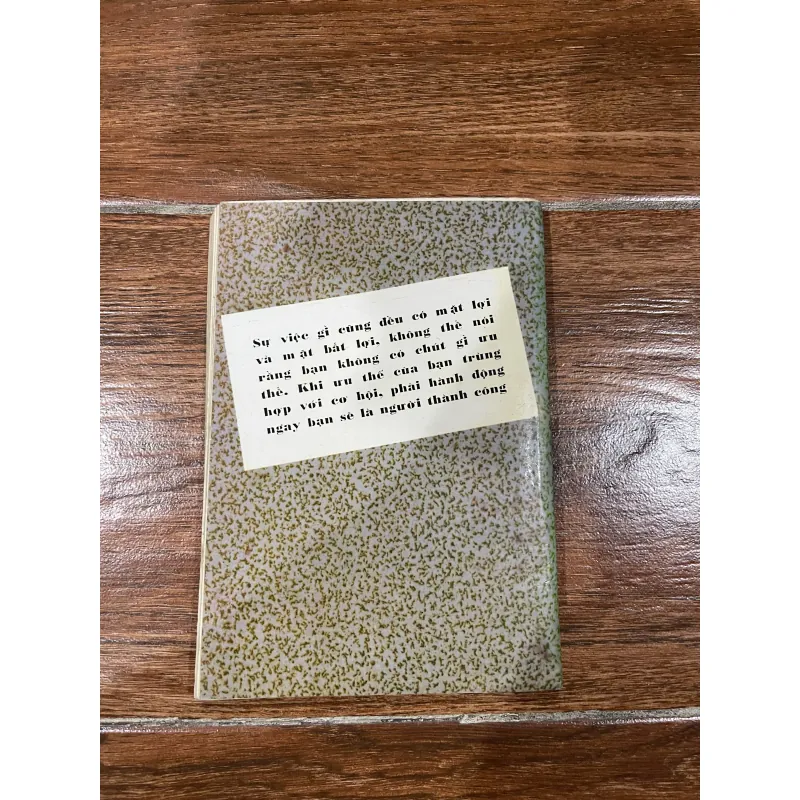 Sự việc gì cũng đều có mặt lợi
và mặt bất lợi, không thể nói
rằng bạn không có chút gì ưu
thế. Khi ưu thế của bạn trùng
hợp với cơ hội, phải hành động
ngay bạn sẽ là người thành công